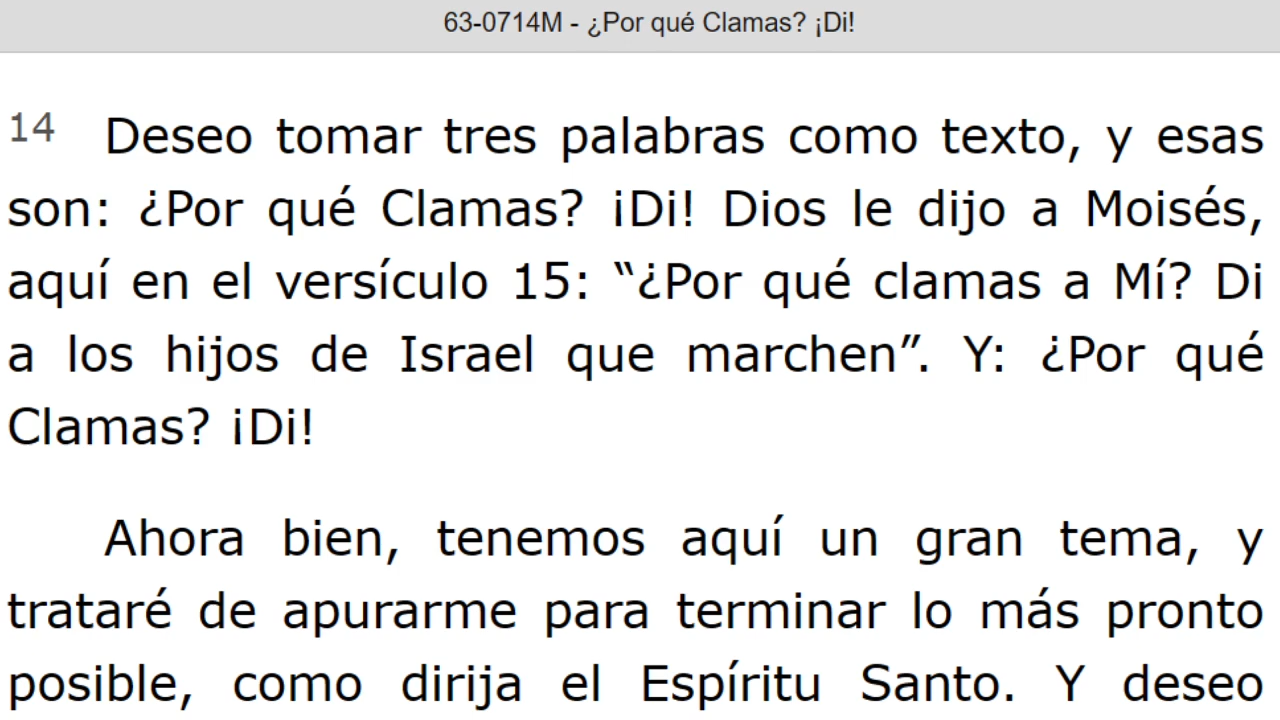 63-0714M - ¿Por qué Clamas? ¡Di!
14 Deseo tomar tres palabras como texto, y esas
son: ¿Por qué Clamas? ¡Di! Dios le dijo a Moisés,
aquí en el versículo 15: “¿Por qué clamas a Mí? Di
a los hijos de Israel que marchen”. Y: ¿Por qué
Clamas? ¡Di!
Ahora bien, tenemos aquí un gran tema, y
trataré de apurarme para terminar lo más pronto
posible, como dirija el Espíritu Santo. Y deseo